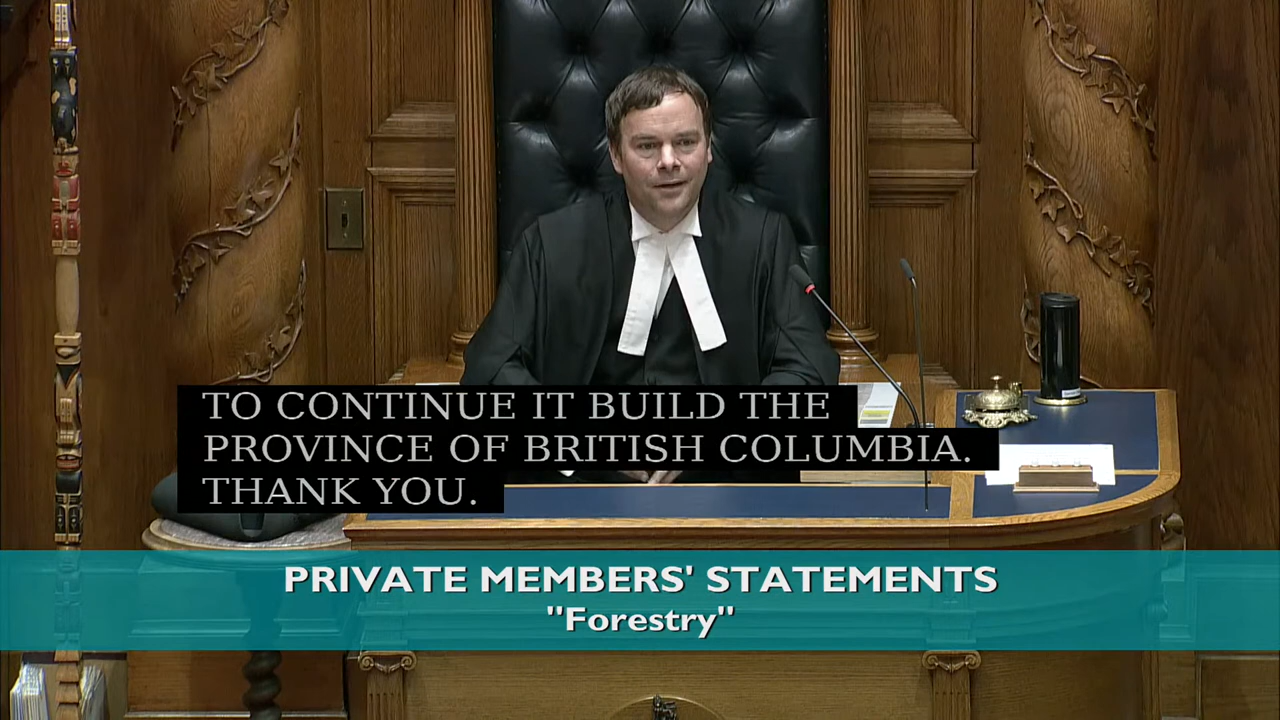 TO CONTINUE IT BUILD THE
PROVINCE OF BRITISH COLUMBIA.
THANK YOU.
PRIVATE MEMBERS' STATEMENTS
"Forestry"